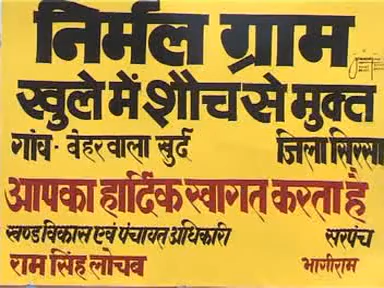 निर्मल ग्राम
खुले में शौच से मुक्त
गांव - बेहरवाला खुर्द जिला सिरसा
आपका हार्दिक स्वागत करता है
खण्ड विकास एवं पंचायत अधिकारी सरपंच
राम सिंह लोचब भागीराम